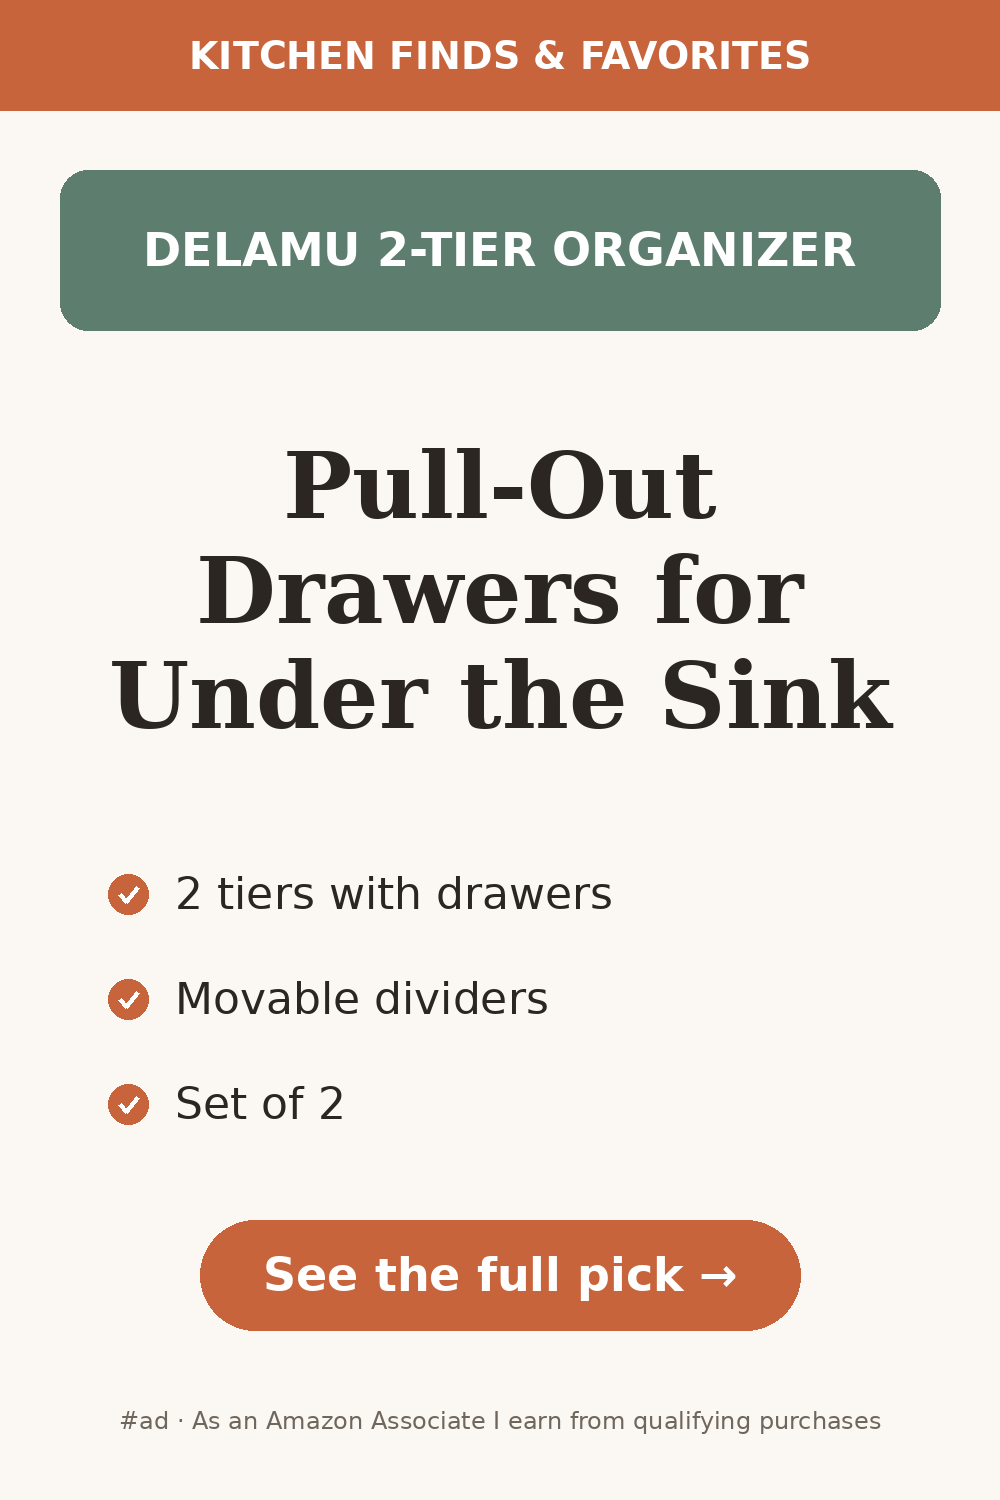 KITCHEN FINDS & FAVORITES
DELAMU 2-TIER ORGANIZER
Pull-Out
Drawers for
Under the Sink
2 tiers with drawers
Movable dividers
Set of 2
See the full pick →
#ad · As an Amazon Associate I earn from qualifying purchases